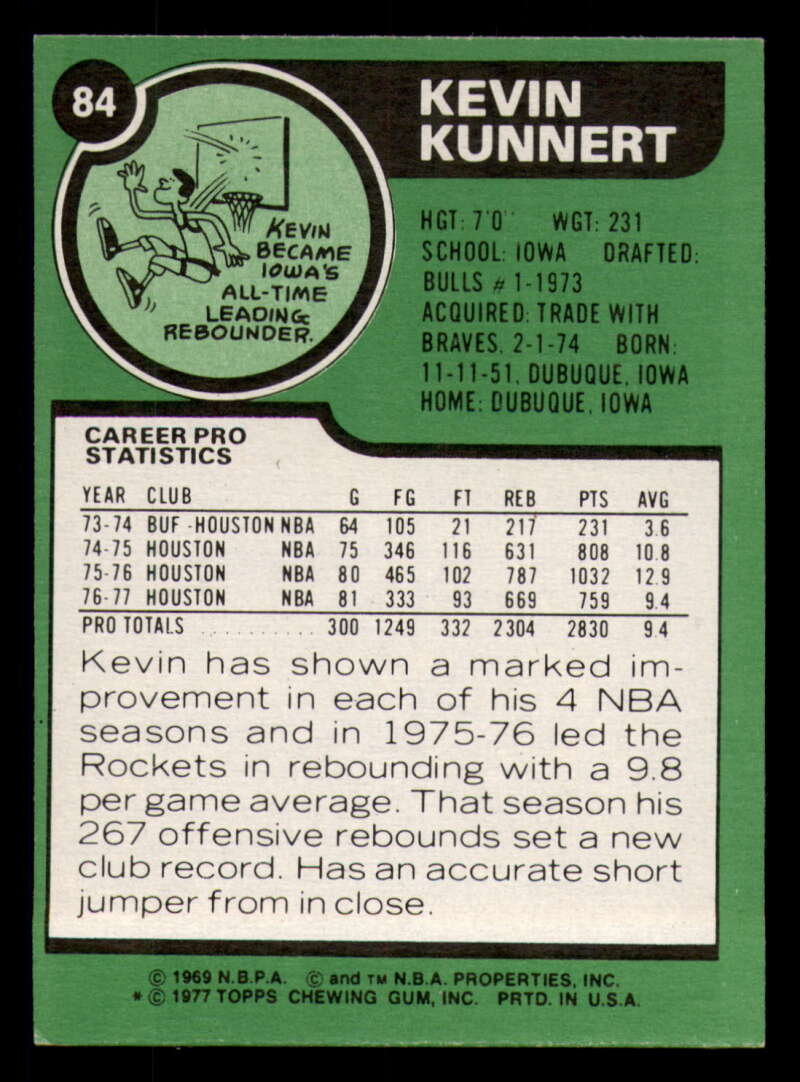 84
KEVIN
KUNNERT
KEVIN
BECAME
IOWA'S
ALL-TIME
LEADING
REBOUNDER.
HGT: 7'0" WGT: 231
SCHOOL: IOWA DRAFTED:
BULLS # 1-1973
ACQUIRED: TRADE WITH
BRAVES, 2-1-74 BORN:
11-11-51, DUBUQUE, IOWA
HOME: DUBUQUE, IOWA
CAREER PRO
STATISTICS
YEAR CLUB G FG FT REB PTS AVG
73-74 BUF.-HOUSTON NBA 64 105 21 217 231 3.6
74-75 HOUSTON NBA 75 346 116 631 808 10.8
75-76 HOUSTON NBA 80 465 102 787 1032 12.9
76-77 HOUSTON NBA 81 333 93 669 759 9.4
PRO TOTALS .......... 300 1249 332 2304 2830 9.4
Kevin has shown a marked im-
provement in each of his 4 NBA
seasons and in 1975-76 led the
Rockets in rebounding with a 9.8
per game average. That season his
267 offensive rebounds set a new
club record. Has an accurate short
jumper from in close.
© 1969 N.B.P.A. © and TM N.B.A. PROPERTIES, INC.
* © 1977 TOPPS CHEWING GUM, INC. PRTD. IN U.S.A.